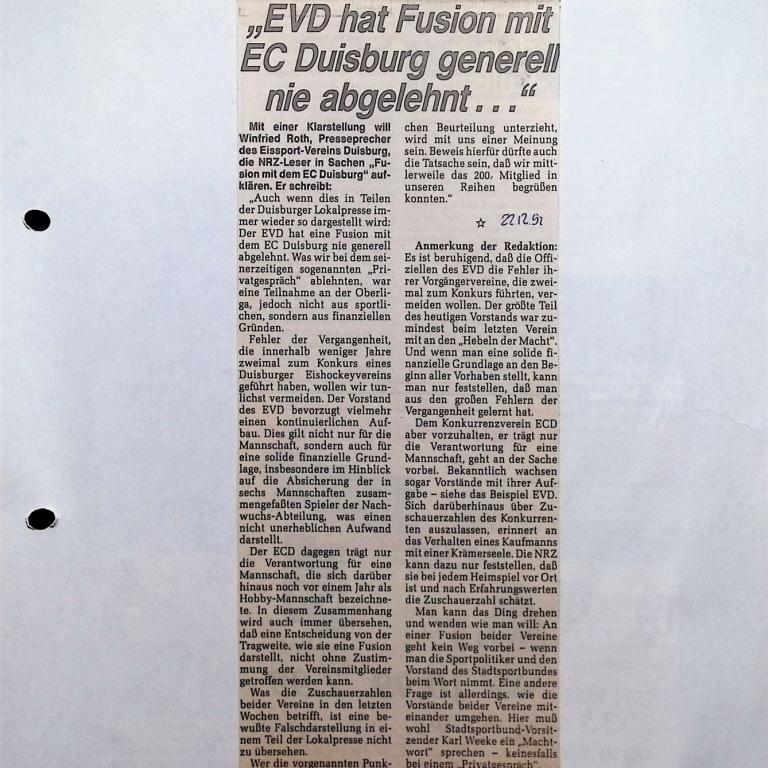 „EVD hat Fusion mit
EC Duisburg generell
nie abgelehnt . . .“
Mit einer Klarstellung will
Winfried Roth, Pressesprecher
des Eissport-Vereins Duisburg,
die NRZ-Leser in Sachen „Fu-
sion mit dem EC Duisburg“ auf-
klären. Er schreibt:
„Auch wenn dies in Teilen
der Duisburger Lokalpresse im-
mer wieder so dargestellt wird:
Der EVD hat eine Fusion mit
dem EC Duisburg nie generell
abgelehnt. Was wir bei dem sei-
nerzeitigen sogenannten „Pri-
vatgespräch“ ablehnten, war
eine Teilnahme an der Oberli-
ga, jedoch nicht aus sportli-
chen, sondern aus finanziellen
Gründen.
Fehler der Vergangenheit,
die innerhalb weniger Jahre
zweimal zum Konkurs eines
Duisburger Eishockeyvereins
geführt haben, wollen wir tun-
lichst vermeiden. Der Vorstand
des EVD bevorzugt vielmehr
einen kontinuierlichen Auf-
bau. Dies gilt nicht nur für die
Mannschaft, sondern auch für
eine solide finanzielle Grund-
lage, insbesondere im Hinblick
auf die Absicherung der in
sechs Mannschaften zusam-
mengefaßten Spieler der Nach-
wuchs-Abteilung, was einen
nicht unerheblichen Aufwand
darstellt.
Der ECD dagegen trägt nur
die Verantwortung für eine
Mannschaft, die sich darüber
hinaus noch vor einem Jahr als
Hobby-Mannschaft bezeichne-
te. In diesem Zusammenhang
wird auch immer übersehen,
daß eine Entscheidung von der
Tragweite, wie sie eine Fusion
darstellt, nicht ohne Zustim-
mung der Vereinsmitglieder
getroffen werden kann.
Was die Zuschauerzahlen
beider Vereine in den letzten
Wochen betrifft, ist eine be-
wußte Falschdarstellung in ei-
nem Teil der Lokalpresse nicht
zu übersehen.
Wer die vorgenannten Punk-
chen Beurteilung unterzieht,
wird mit uns einer Meinung
sein. Beweis hierfür dürfte auch
die Tatsache sein, daß wir mitt-
lerweile das 200. Mitglied in
unseren Reihen begrüßen
konnten.“
☆ 22.12.92
Anmerkung der Redaktion:
Es ist beruhigend, daß die Offi-
ziellen des EVD die Fehler ih-
rer Vorgängervereine, die zwei-
mal zum Konkurs führten, ver-
meiden wollen. Der größte Teil
des heutigen Vorstands war zu-
mindest beim letzten Verein
mit an den „Hebeln der Macht“.
Und wenn man eine solide fi-
nanzielle Grundlage an den Be-
ginn aller Vorhaben stellt, kann
man nur feststellen, daß man
aus den großen Fehlern der
Vergangenheit gelernt hat.
Dem Konkurrenzverein ECD
aber vorzuhalten, er trägt nur
die Verantwortung für eine
Mannschaft, geht an der Sache
vorbei. Bekanntlich wachsen
sogar Vorstände mit ihrer Auf-
gabe – siehe das Beispiel EVD.
Sich darüberhinaus über Zu-
schauerzahlen des Konkurren-
ten auszulassen, erinnert an
das Verhalten eines Kaufmanns
mit einer Krämerseele. Die NRZ
kann dazu nur feststellen, daß
sie bei jedem Heimspiel vor Ort
ist und nach Erfahrungswerten
die Zuschauerzahl schätzt.
Man kann das Ding drehen
und wenden wie man will: An
einer Fusion beider Vereine
geht kein Weg vorbei – wenn
man die Sportpolitiker und den
Vorstand des Stadtsportbundes
beim Wort nimmt. Eine andere
Frage ist allerdings, wie die
Vorstände beider Vereine mit-
einander umgehen. Hier muß
wohl Stadtsportbund-Vorsit-
zender Karl Weeke ein „Macht-
wort“ sprechen – keinesfalls
bei einem „Privatgespräch“.